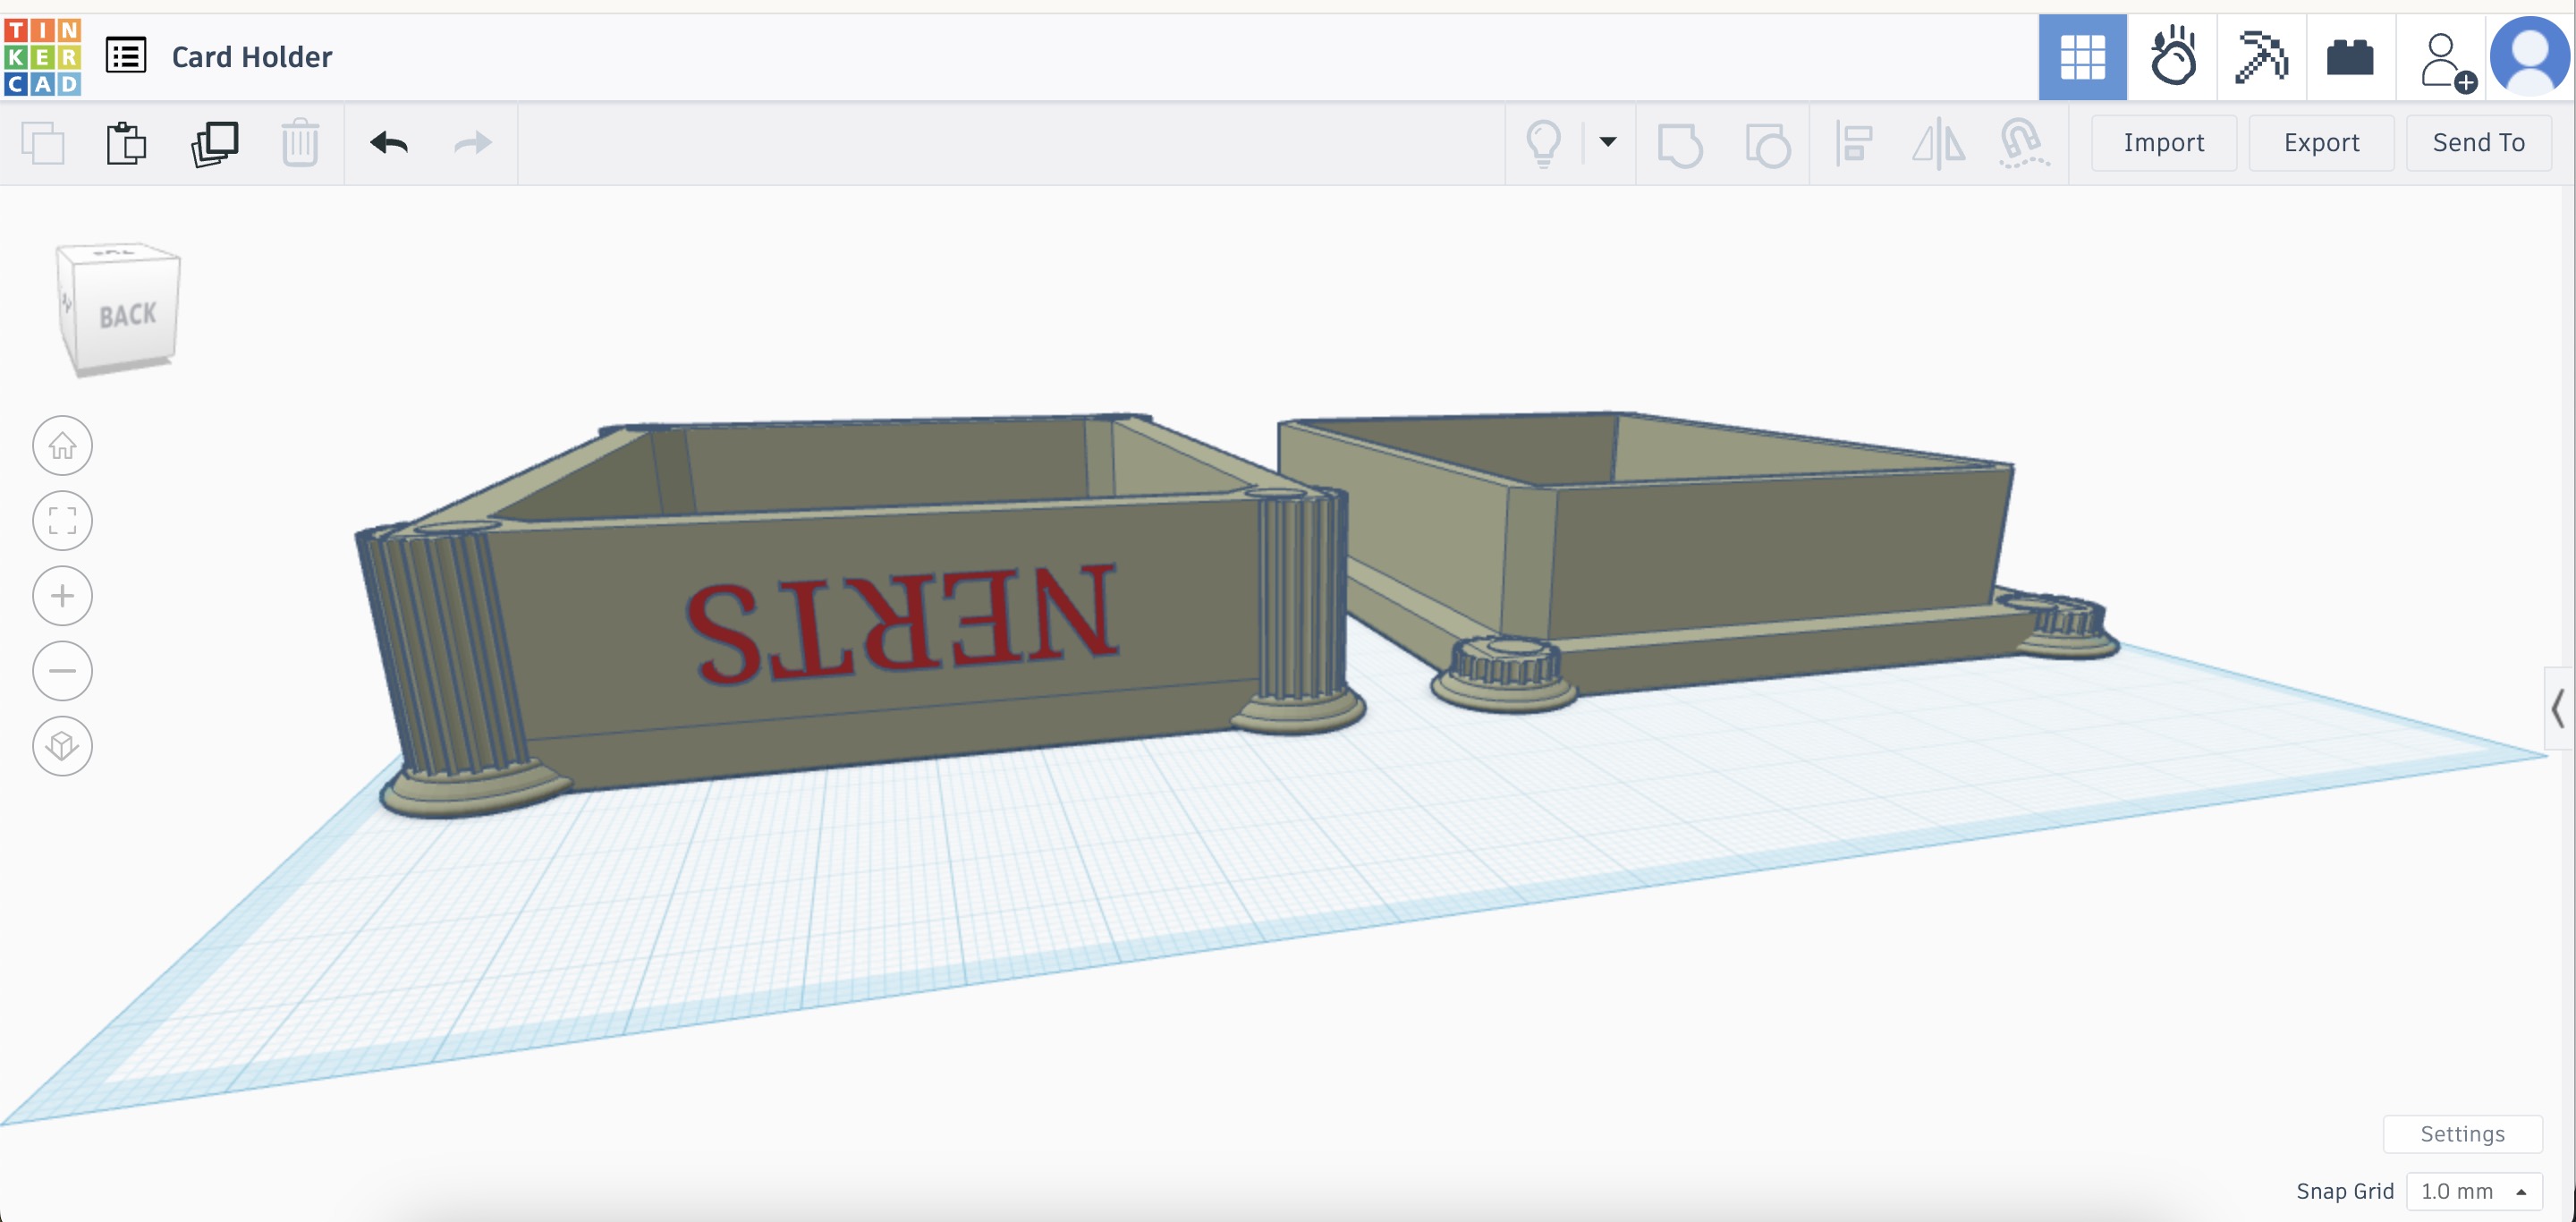 TIN
KER
CAD
Card Holder
Import
Export
Send To
BACK
NERTS
Settings
Snap Grid
1.0 mm